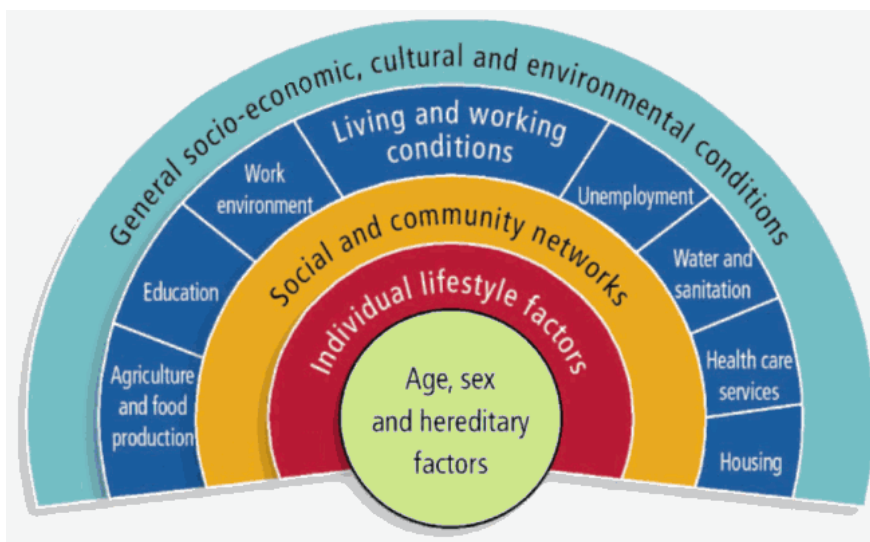 General socio-economic, cultural and environmental conditions
Living and working
conditions
Work
environment
Unemployment
Education
Water and
sanitation
Agriculture
and food
production
Health care
services
Housing
Social and community networks
Individual lifestyle factors
Age, sex
and hereditary
factors